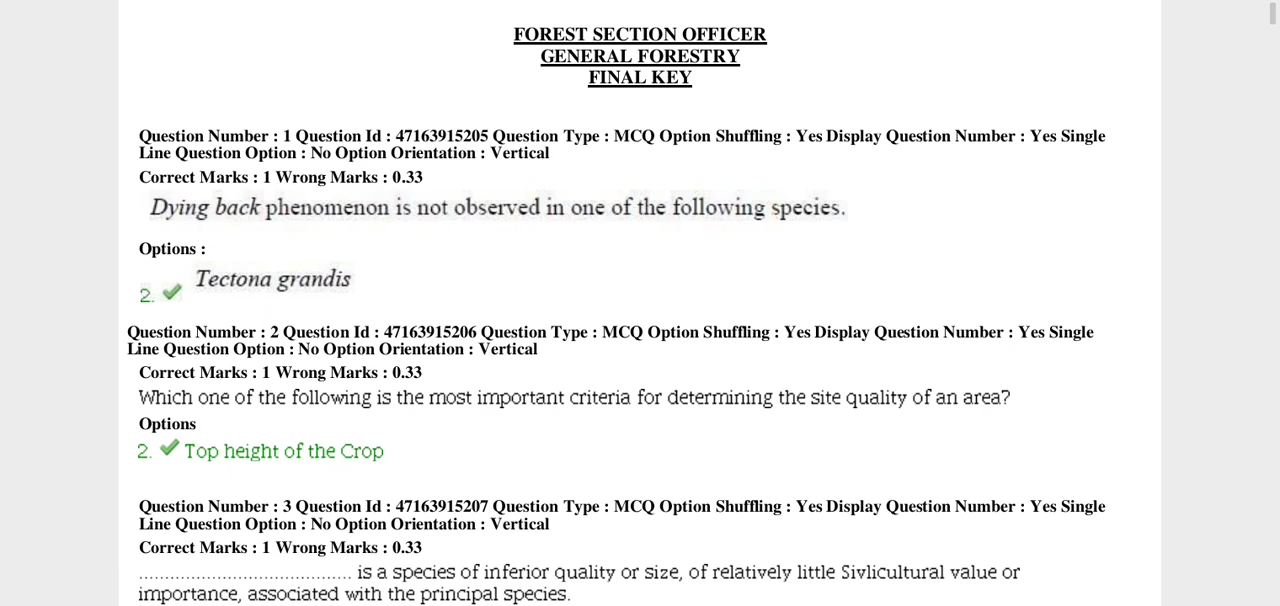 FOREST SECTION OFFICER
GENERAL FORESTRY
FINAL KEY
Question Number : 1 Question Id : 47163915205 Question Type : MCQ Option Shuffling : Yes Display Question Number : Yes Single
Line Question Option : No Option Orientation : Vertical
Correct Marks : 1 Wrong Marks : 0.33
Dying back phenomenon is not observed in one of the following species.
Options :
2. ✔ Tectona grandis
Question Number : 2 Question Id : 47163915206 Question Type : MCQ Option Shuffling : Yes Display Question Number : Yes Single
Line Question Option : No Option Orientation : Vertical
Correct Marks : 1 Wrong Marks : 0.33
Which one of the following is the most important criteria for determining the site quality of an area?
Options
2. ✔ Top height of the Crop
Question Number : 3 Question Id : 47163915207 Question Type : MCQ Option Shuffling : Yes Display Question Number : Yes Single
Line Question Option : No Option Orientation : Vertical
Correct Marks : 1 Wrong Marks : 0.33
......................................... is a species of inferior quality or size, of relatively little Sivlicultural value or
importance, associated with the principal species.